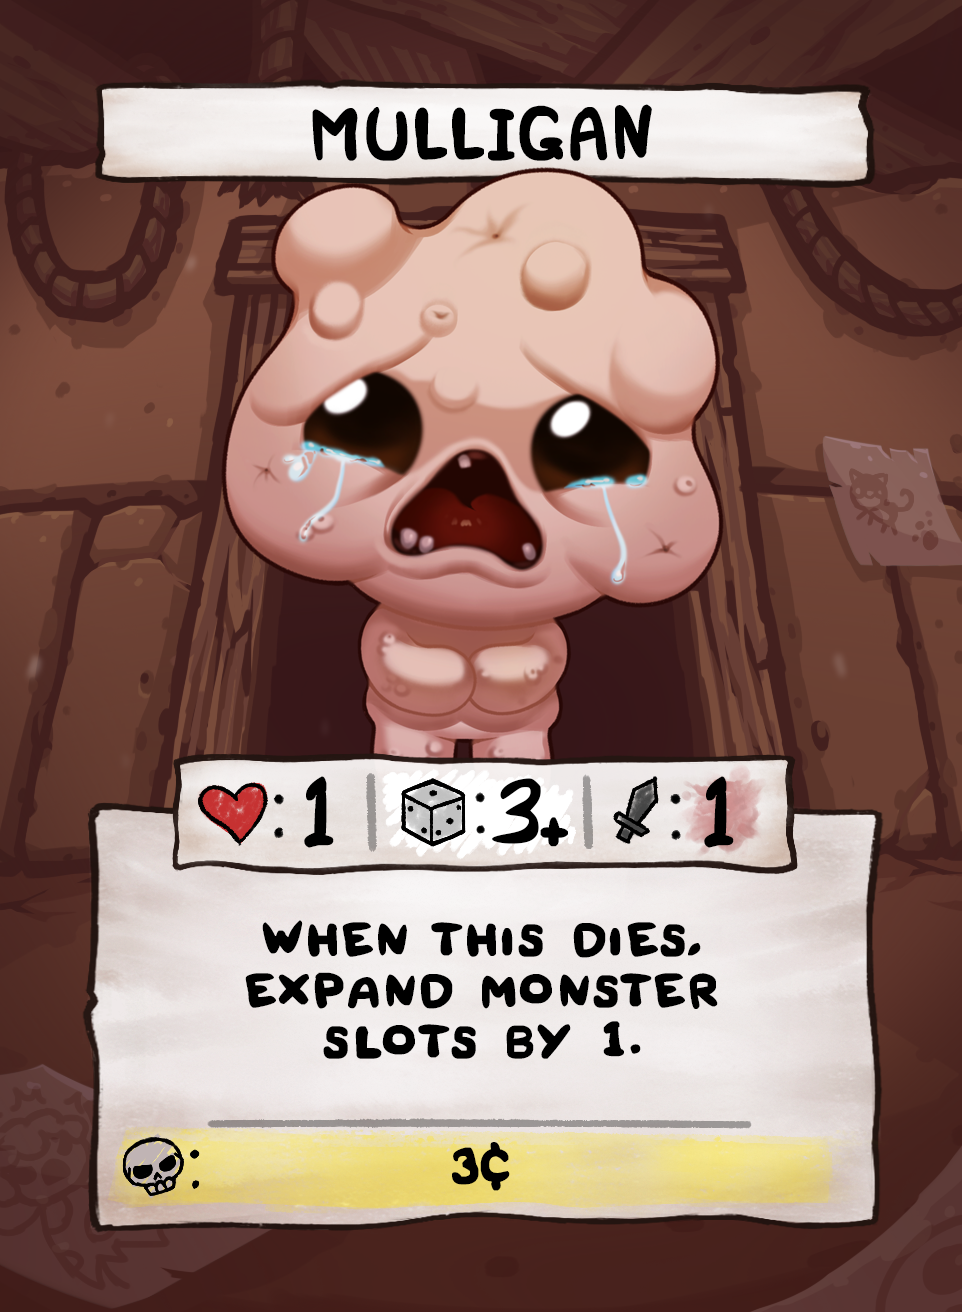 MULLIGAN
: 1 : 3+ : 1
WHEN THIS DIES,
EXPAND MONSTER
SLOTS BY 1.
: 3¢